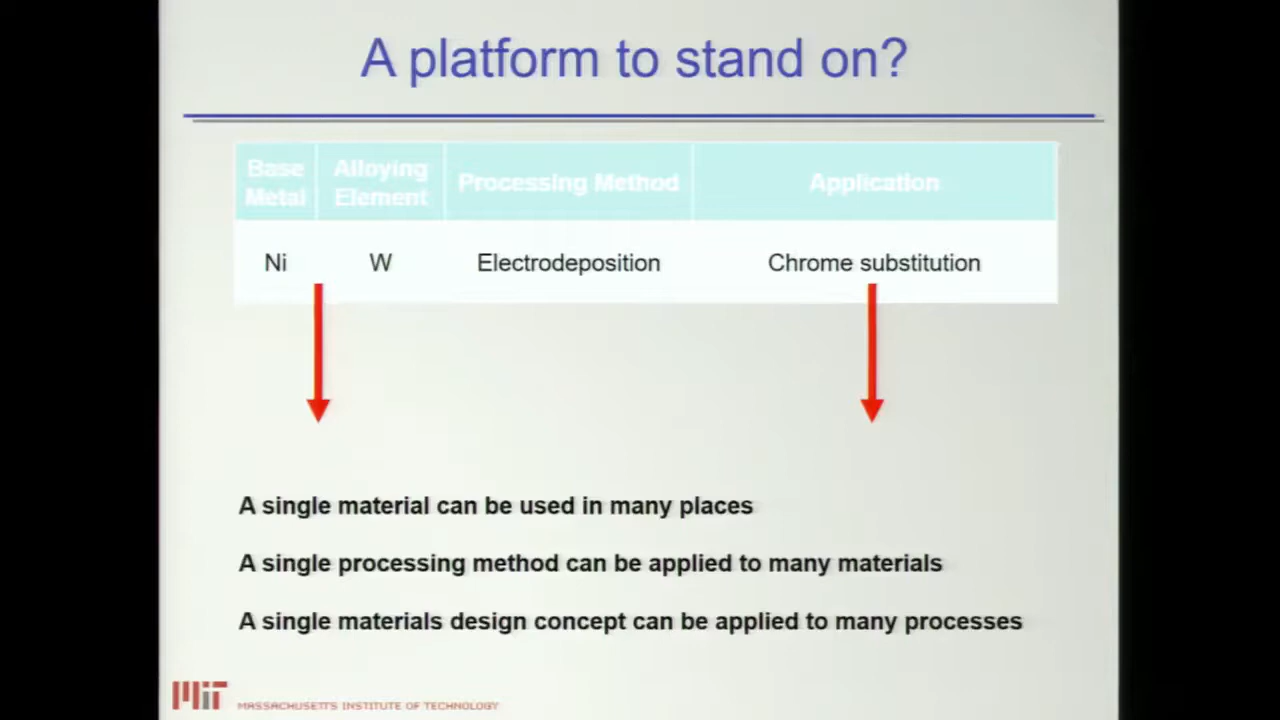 A platform to stand on?
Base Metal
Alloying Element
Processing Method
Application
Ni
W
Electrodeposition
Chrome substitution
A single material can be used in many places
A single processing method can be applied to many materials
A single materials design concept can be applied to many processes
MIT MASSACHUSETTS INSTITUTE OF TECHNOLOGY